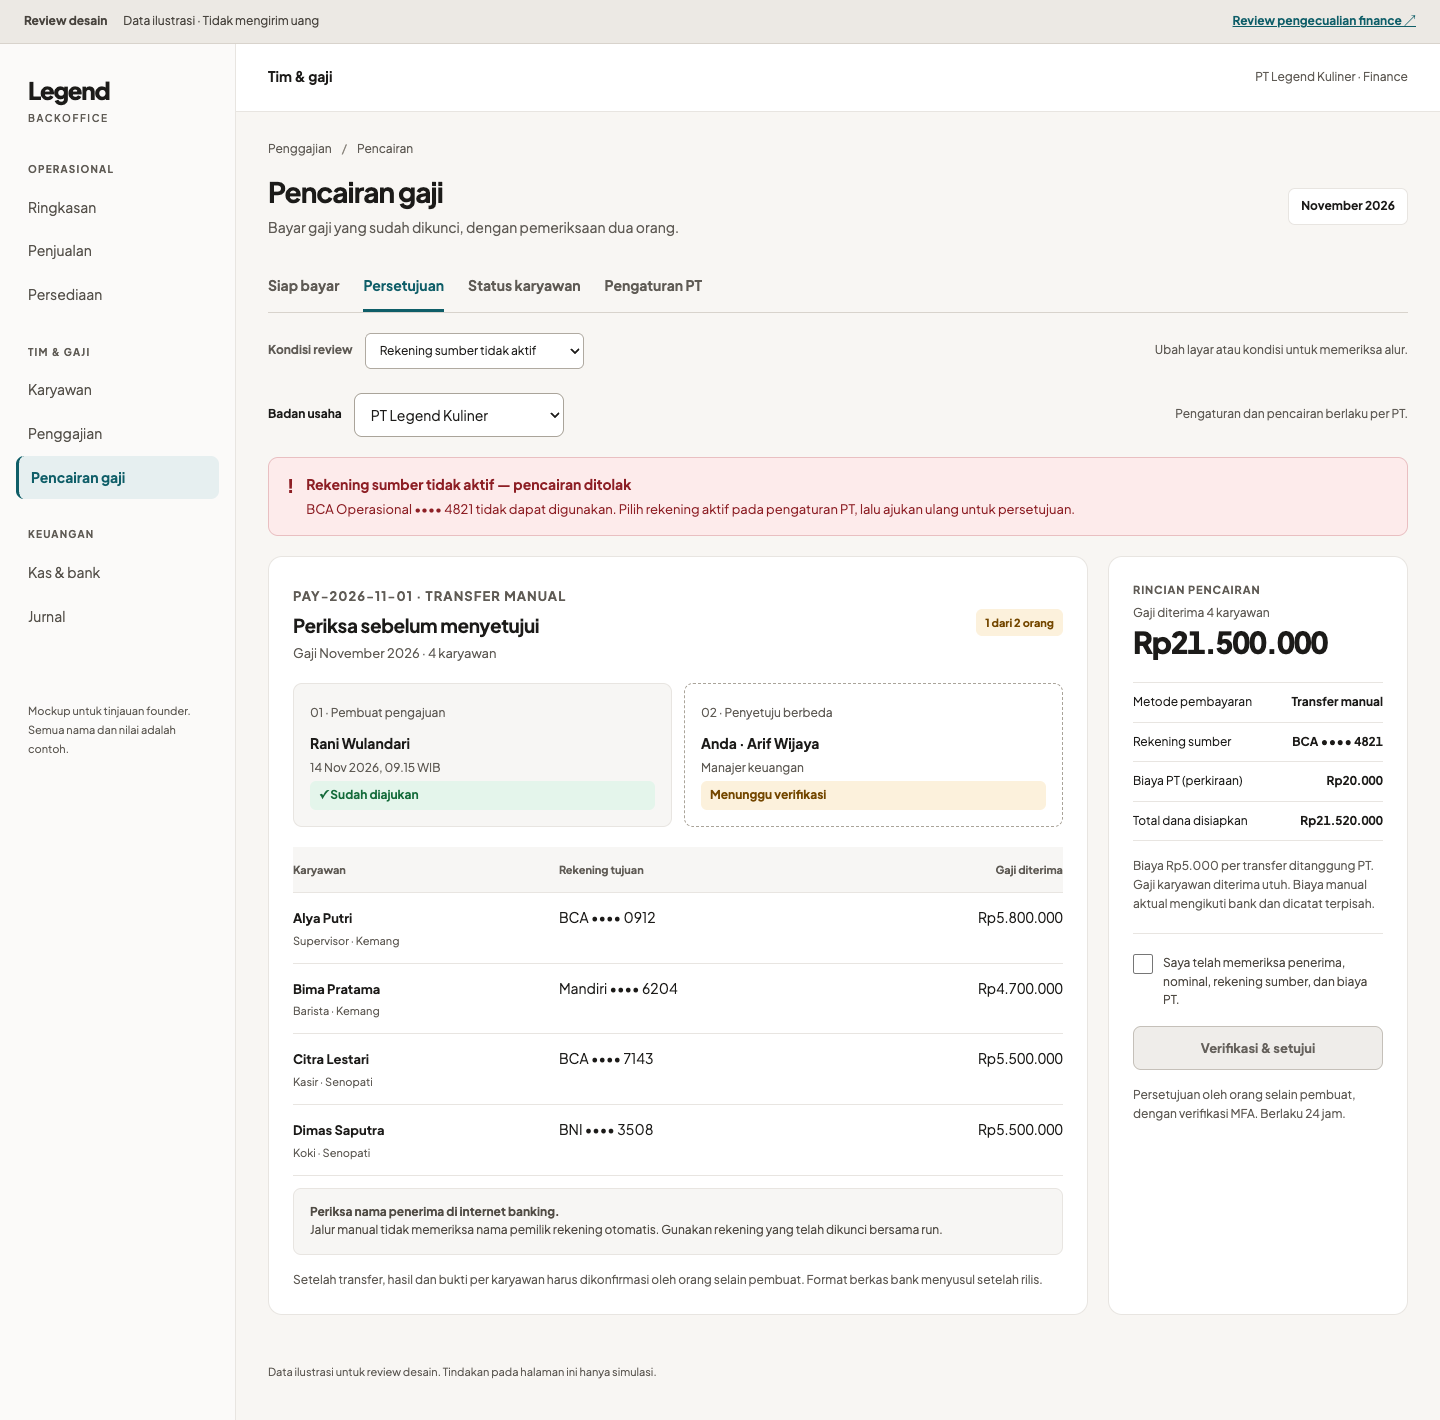 Review desain
Data ilustrasi · Tidak mengirim uang
Review pengecualian finance ↗
Legend
BACKOFFICE
OPERASIONAL
Ringkasan
Penjualan
Persediaan
TIM & GAJI
Karyawan
Penggajian
Pencairan gaji
KEUANGAN
Kas & bank
Jurnal
Mockup untuk tinjauan founder.
Semua nama dan nilai adalah
contoh.
Tim & gaji
PT Legend Kuliner · Finance
Penggajian / Pencairan
Pencairan gaji
Bayar gaji yang sudah dikunci, dengan pemeriksaan dua orang.
November 2026
Siap bayar
Persetujuan
Status karyawan
Pengaturan PT
Kondisi review
Rekening sumber tidak aktif
Ubah layar atau kondisi untuk memeriksa alur.
Badan usaha
PT Legend Kuliner
Pengaturan dan pencairan berlaku per PT.
! Rekening sumber tidak aktif — pencairan ditolak
BCA Operasional •••• 4821 tidak dapat digunakan. Pilih rekening aktif pada pengaturan PT, lalu ajukan ulang untuk persetujuan.
PAY-2026-11-01 · TRANSFER MANUAL
Periksa sebelum menyetujui
Gaji November 2026 · 4 karyawan
1 dari 2 orang
01 · Pembuat pengajuan
Rani Wulandari
14 Nov 2026, 09.15 WIB
✓ Sudah diajukan
02 · Penyetuju berbeda
Anda · Arif Wijaya
Manajer keuangan
Menunggu verifikasi
Karyawan Rekening tujuan Gaji diterima
Alya Putri BCA •••• 0912 Rp5.800.000
Supervisor · Kemang
Bima Pratama Mandiri •••• 6204 Rp4.700.000
Barista · Kemang
Citra Lestari BCA •••• 7143 Rp5.500.000
Kasir · Senopati
Dimas Saputra BNI •••• 3508 Rp5.500.000
Koki · Senopati
Periksa nama penerima di internet banking.
Jalur manual tidak memeriksa nama pemilik rekening otomatis. Gunakan rekening yang telah dikunci bersama run.
Setelah transfer, hasil dan bukti per karyawan harus dikonfirmasi oleh orang selain pembuat. Format berkas bank menyusul setelah rilis.
RINCIAN PENCAIRAN
Gaji diterima 4 karyawan
Rp21.500.000
Metode pembayaran Transfer manual
Rekening sumber BCA •••• 4821
Biaya PT (perkiraan) Rp20.000
Total dana disiapkan Rp21.520.000
Biaya Rp5.000 per transfer ditanggung PT.
Gaji karyawan diterima utuh. Biaya manual
aktual mengikuti bank dan dicatat terpisah.
Saya telah memeriksa penerima,
nominal, rekening sumber, dan biaya
PT.
Verifikasi & setujui
Persetujuan oleh orang selain pembuat,
dengan verifikasi MFA. Berlaku 24 jam.
Data ilustrasi untuk review desain. Tindakan pada halaman ini hanya simulasi.